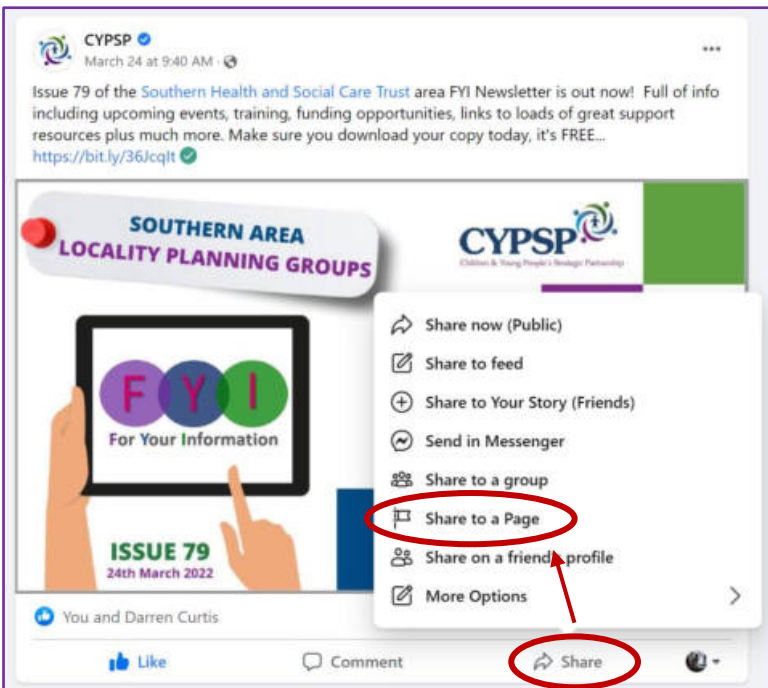 CYPSP
March 24 at 9:40 AM ·
Issue 79 of the Southern Health and Social Care Trust area FYI Newsletter is out now! Full of info
including upcoming events, training, funding opportunities, links to loads of great support
resources plus much more. Make sure you download your copy today, it's FREE...
https://bit.ly/36Jcqlt
SOUTHERN AREA
LOCALITY PLANNING GROUPS
CYPSP
Children & Young People's Strategic Partnership
F Y I
For Your Information
ISSUE 79
24th March 2022
Share now (Public)
Share to feed
Share to Your Story (Friends)
Send in Messenger
Share to a group
Share to a Page
Share on a friend's profile
More Options
You and Darren Curtis
Like
Comment
Share